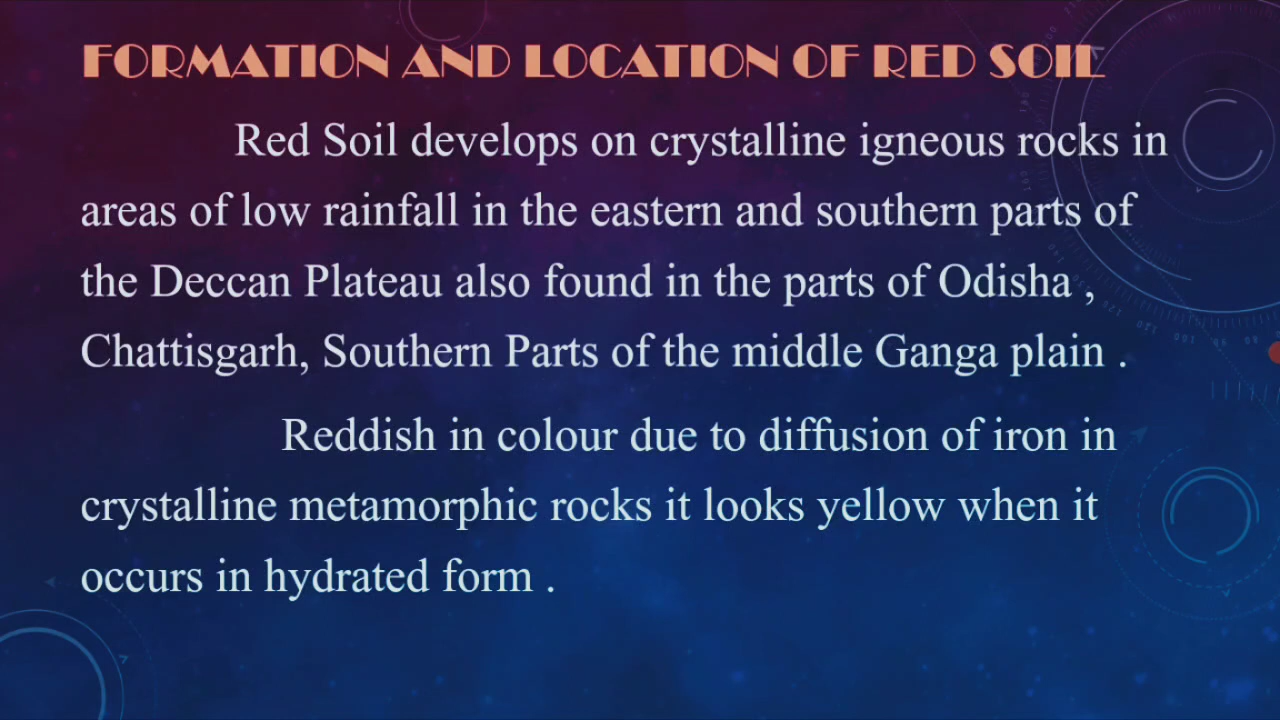 FORMATION AND LOCATION OF RED SOIL
Red Soil develops on crystalline igneous rocks in
areas of low rainfall in the eastern and southern parts of
the Deccan Plateau also found in the parts of Odisha ,
Chattisgarh, Southern Parts of the middle Ganga plain .
Reddish in colour due to diffusion of iron in
crystalline metamorphic rocks it looks yellow when it
occurs in hydrated form .